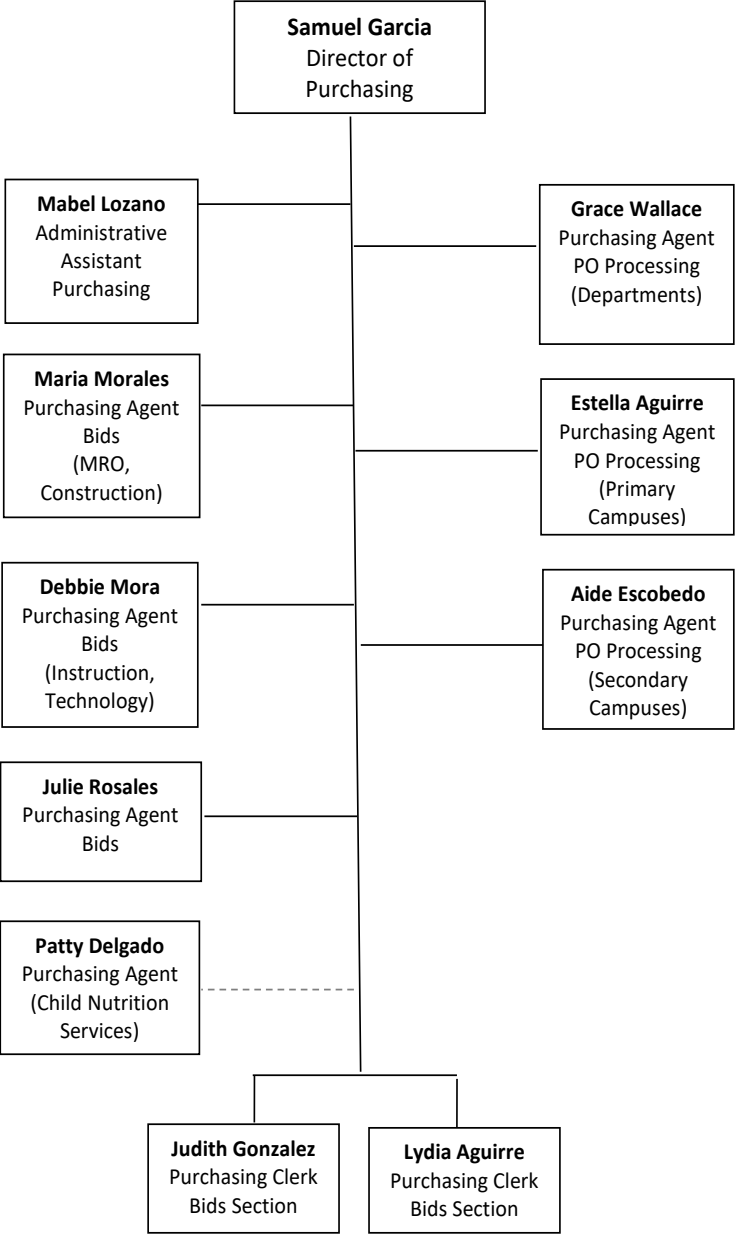 Samuel Garcia
Director of
Purchasing
Mabel Lozano
Administrative
Assistant
Purchasing
Grace Wallace
Purchasing Agent
PO Processing
(Departments)
Maria Morales
Purchasing Agent
Bids
(MRO,
Construction)
Estella Aguirre
Purchasing Agent
PO Processing
(Primary
Campuses)
Debbie Mora
Purchasing Agent
Bids
(Instruction,
Technology)
Aide Escobedo
Purchasing Agent
PO Processing
(Secondary
Campuses)
Julie Rosales
Purchasing Agent
Bids
Patty Delgado
Purchasing Agent
(Child Nutrition
Services)
Judith Gonzalez
Purchasing Clerk
Bids Section
Lydia Aguirre
Purchasing Clerk
Bids Section